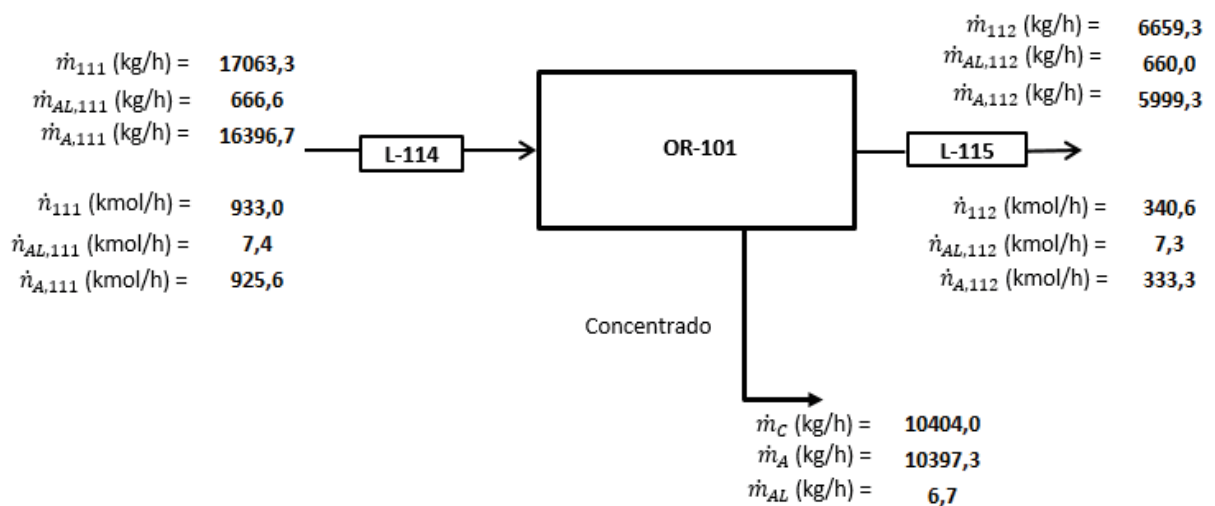 ṁ112 (kg/h) = 6659,3
ṁAL,112 (kg/h) = 660,0
ṁA,112 (kg/h) = 5999,3
ṁ111 (kg/h) = 17063,3
ṁAL,111 (kg/h) = 666,6
ṁA,111 (kg/h) = 16396,7
L-114
OR-101
L-115
ṅ111 (kmol/h) = 933,0
ṅAL,111 (kmol/h) = 7,4
ṅA,111 (kmol/h) = 925,6
ṅ112 (kmol/h) = 340,6
ṅAL,112 (kmol/h) = 7,3
ṅA,112 (kmol/h) = 333,3
Concentrado
ṁC (kg/h) = 10404,0
ṁA (kg/h) = 10397,3
ṁAL (kg/h) = 6,7